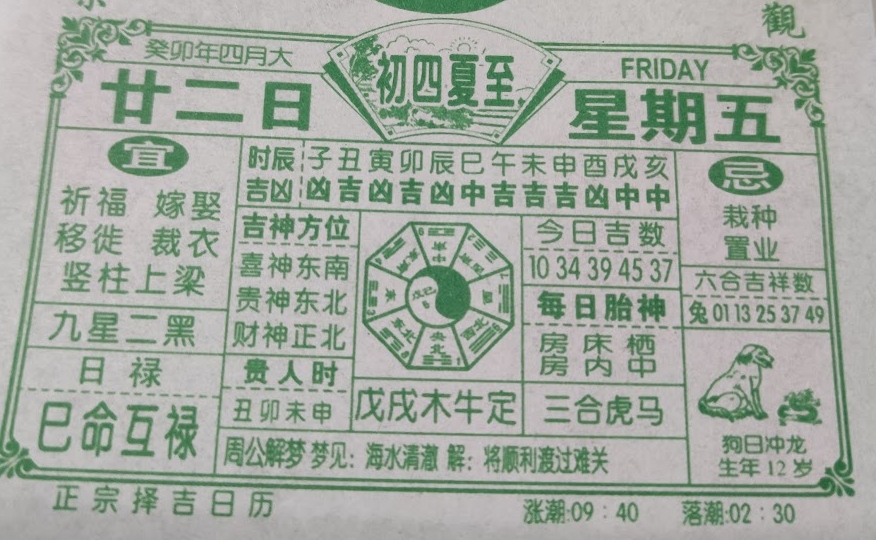 觀
癸卯年四月大
初四夏至
FRIDAY
廿二日
星期五
宜
祈福 嫁娶
移徙 裁衣
竖柱上梁
九星二黑
日禄
巳命互禄
时辰 子丑寅卯辰巳午未申酉戌亥
吉凶 凶吉凶吉凶中吉吉吉凶中中
吉神方位
喜神东南
贵神东北
财神正北
贵人时
丑卯未申
戊戌木牛定
今日吉数
10 34 39 45 37
每日胎神
房床栖
房内中
三合虎马
周公解梦 梦见：海水清澈 解：将顺利渡过难关
忌
栽种
置业
六合吉祥数
兔 01 13 25 37 49
狗日冲龙
生年12岁
正宗择吉日历
涨潮:09：40 落潮:02：30